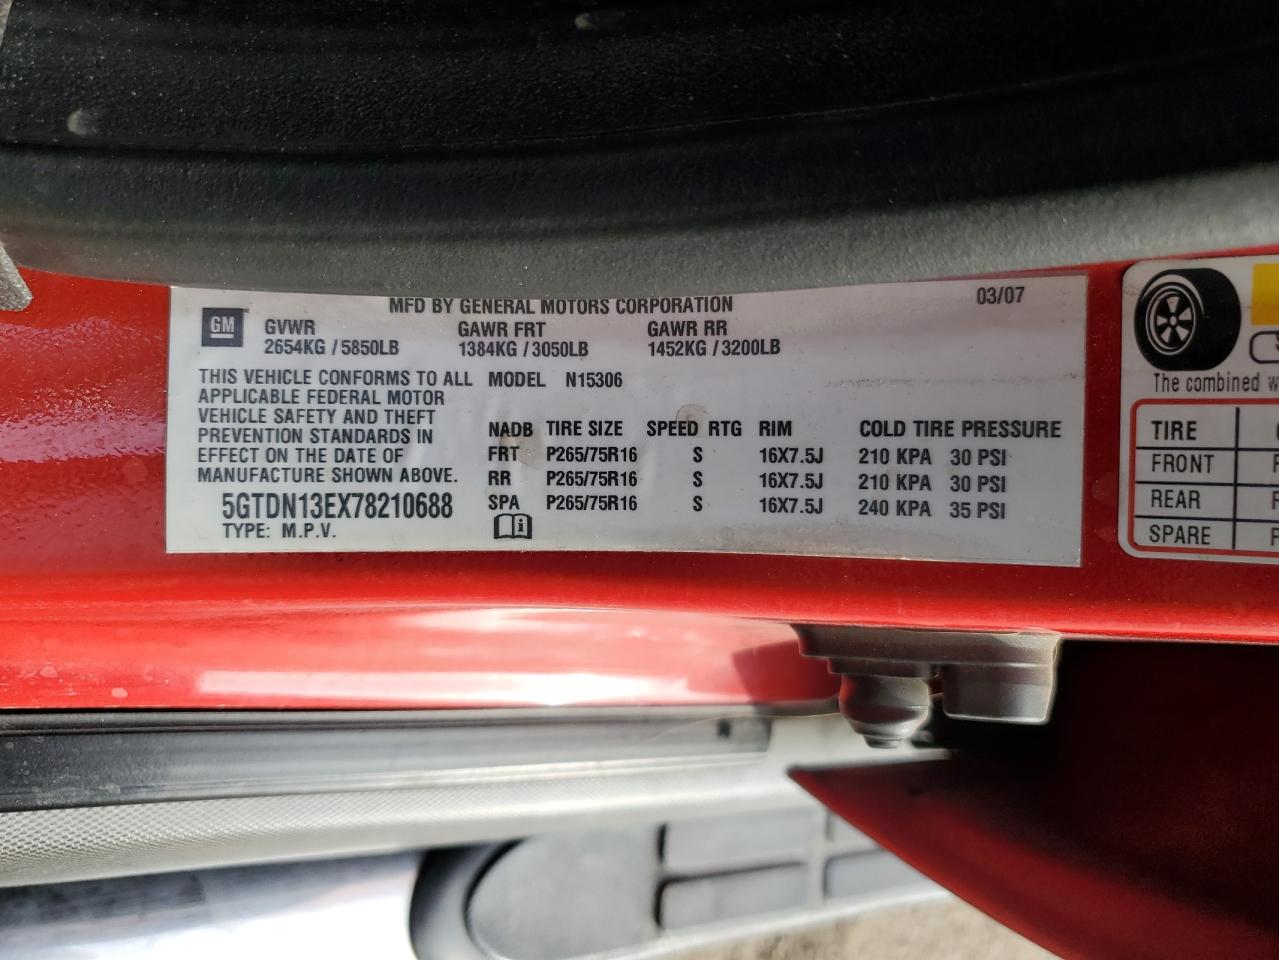 MFD BY GENERAL MOTORS CORPORATION 03/07
GM
GVWR GAWR FRT GAWR RR
2654KG / 5850LB 1384KG / 3050LB 1452KG / 3200LB
THIS VEHICLE CONFORMS TO ALL
APPLICABLE FEDERAL MOTOR
VEHICLE SAFETY AND THEFT
PREVENTION STANDARDS IN
EFFECT ON THE DATE OF
MANUFACTURE SHOWN ABOVE.
5GTDN13EX78210688
TYPE: M.P.V.
MODEL N15306
NADB TIRE SIZE SPEED RTG RIM COLD TIRE PRESSURE
FRT P265/75R16 S 16X7.5J 210 KPA 30 PSI
RR P265/75R16 S 16X7.5J 210 KPA 30 PSI
SPA P265/75R16 S 16X7.5J 240 KPA 35 PSI
The combined
TIRE
FRONT
REAR
SPARE